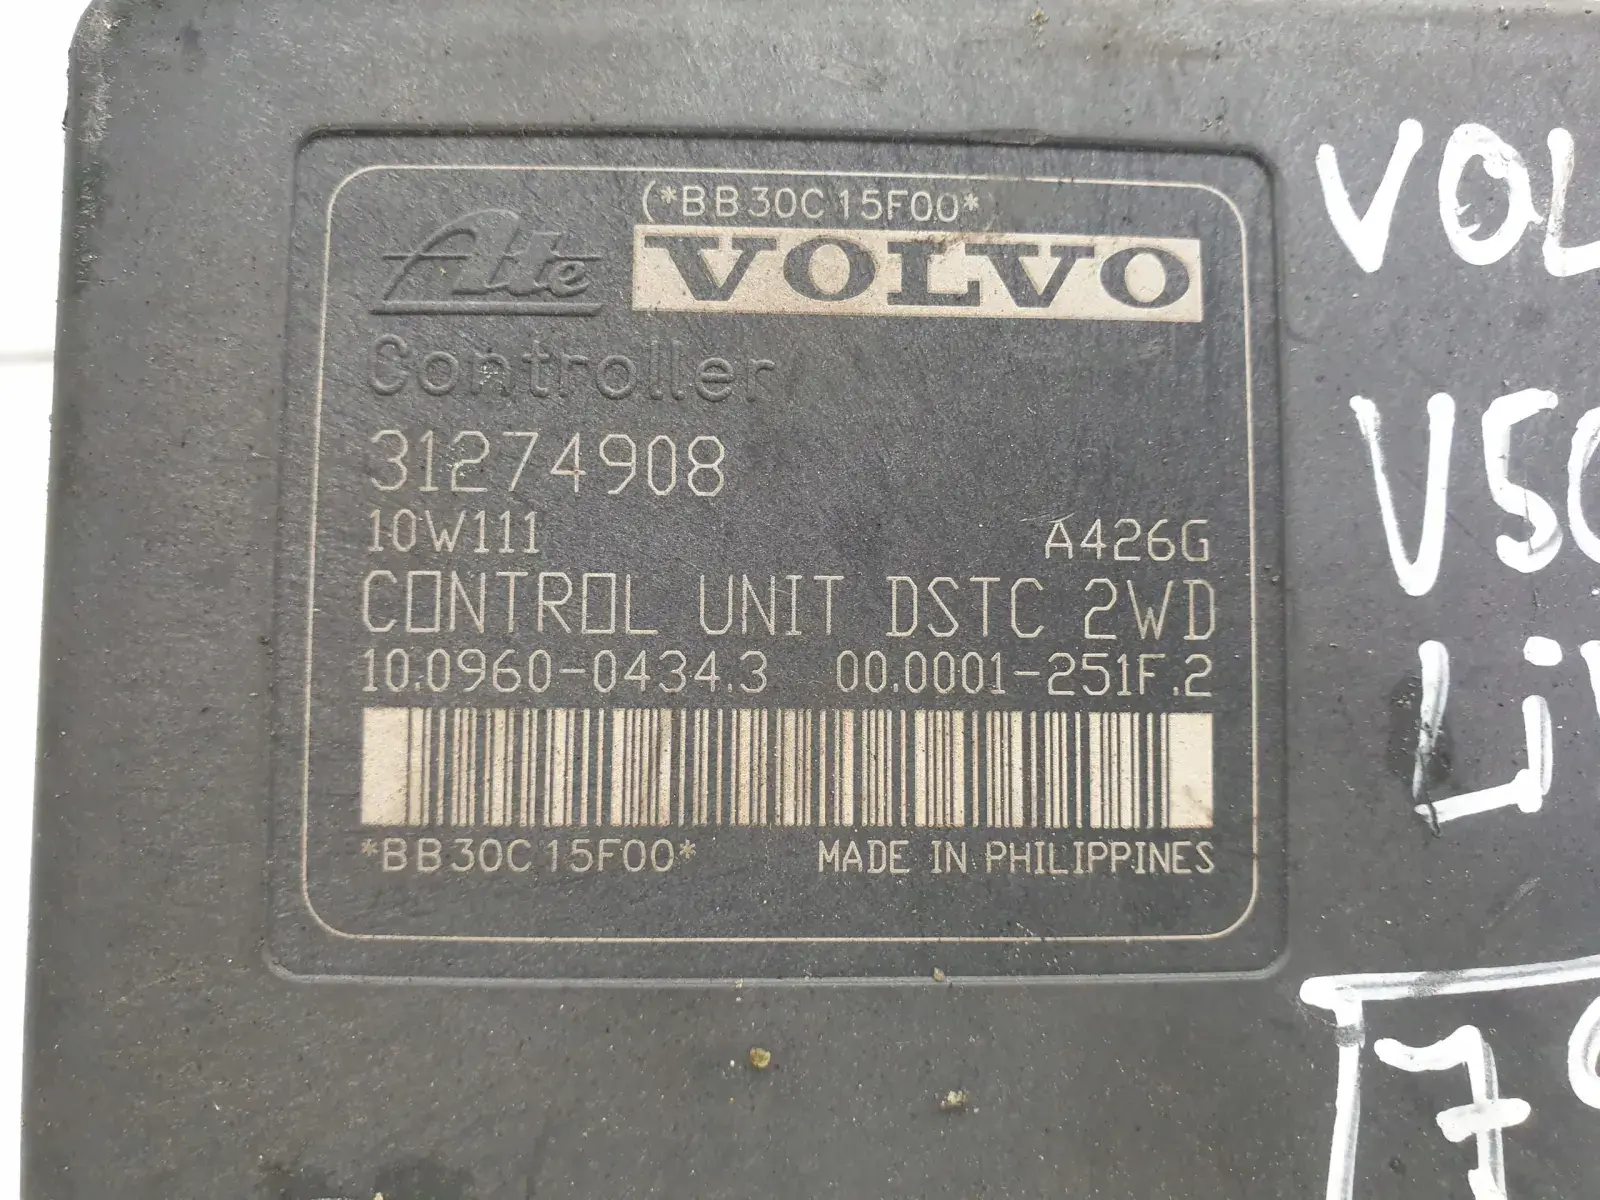 (*BB30C15F00*
Ate VOLVO
Controller
31274908
10W111 A426G
CONTROL UNIT DSTC 2WD
10.0960-0434.3 00.0001-251F.2
*BB30C15F00* MADE IN PHILIPPINES
VOL
V50
Li
7